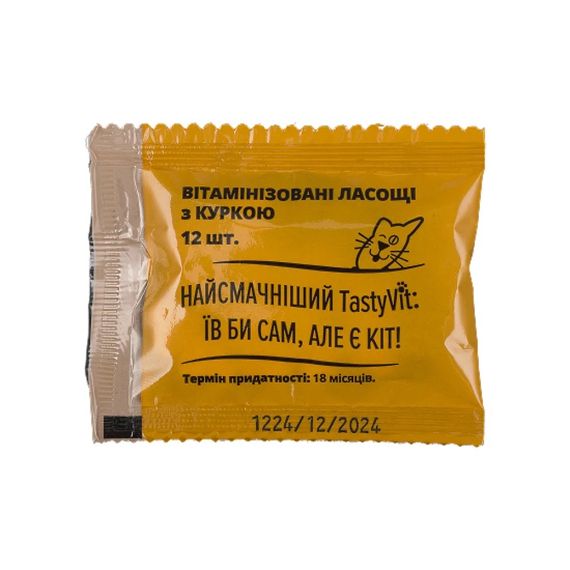 ВІТАМІНІЗОВАНІ ЛАСОЩІ
з КУРКОЮ
12 шт.
НАЙСМАЧНІШИЙ TastyVit:
ЇВ БИ САМ, АЛЕ Є КІТ!
Термін придатності: 18 місяців.
1224/12/2024